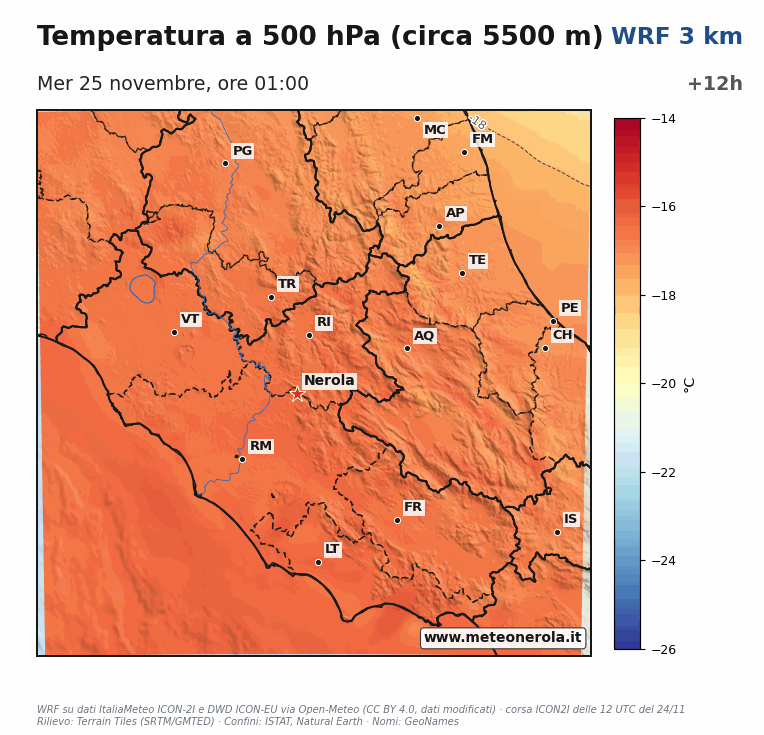 Temperatura a 500 hPa (circa 5500 m) WRF 3 km
Mer 25 novembre, ore 01:00 +12h
-18
MC
FM
PG
AP
TE
TR
PE
VT
RI
AQ
CH
Nerola
RM
FR
IS
LT
www.meteonerola.it
−14
−16
−18
−20
−22
−24
−26
°C
WRF su dati ItaliaMeteo ICON-2I e DWD ICON-EU via Open-Meteo (CC BY 4.0, dati modificati) · corsa ICON2I delle 12 UTC del 24/11
Rilievo: Terrain Tiles (SRTM/GMTED) · Confini: ISTAT, Natural Earth · Nomi: GeoNames